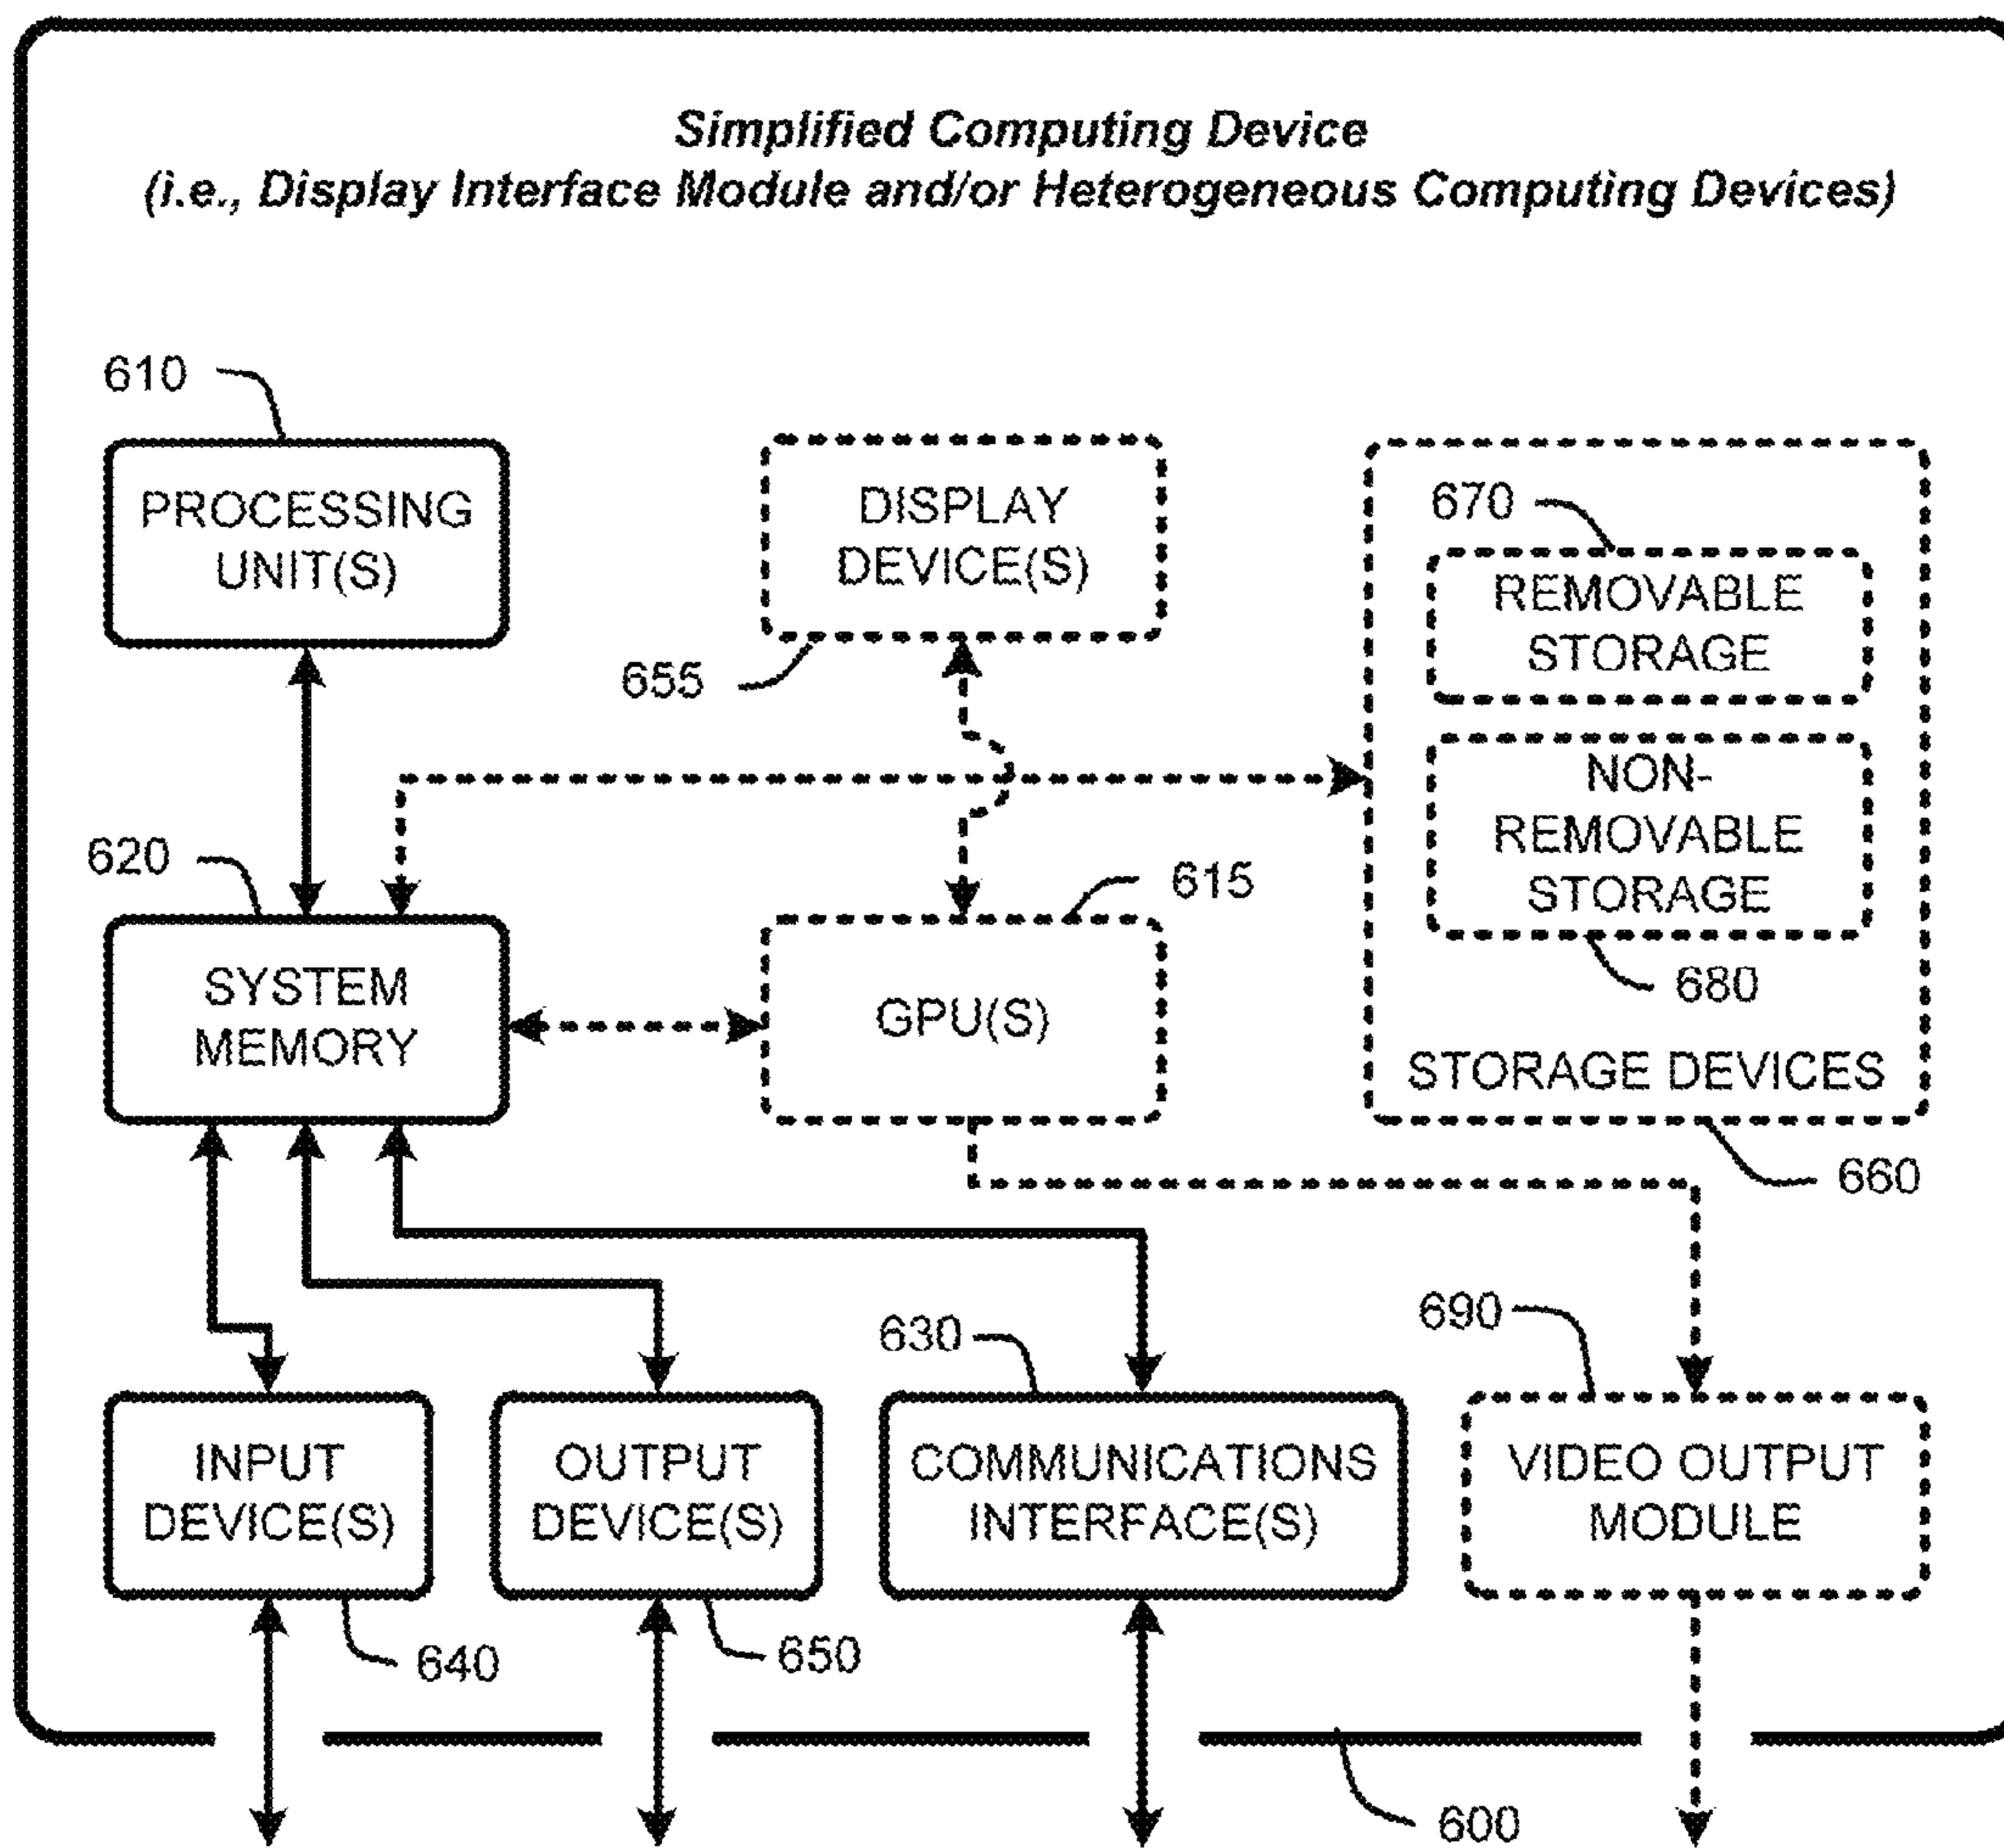 Simplified Computing Device
(i.e., Display Interface Module and/or Heterogeneous Computing Devices)
610
PROCESSING
UNIT(S)
DISPLAY
DEVICE(S)
655
670
REMOVABLE
STORAGE
NON-
REMOVABLE
STORAGE
680
STORAGE DEVICES
660
620
SYSTEM
MEMORY
615
GPU(S)
630
690
INPUT
DEVICE(S)
OUTPUT
DEVICE(S)
COMMUNICATIONS
INTERFACE(S)
VIDEO OUTPUT
MODULE
640
650
600